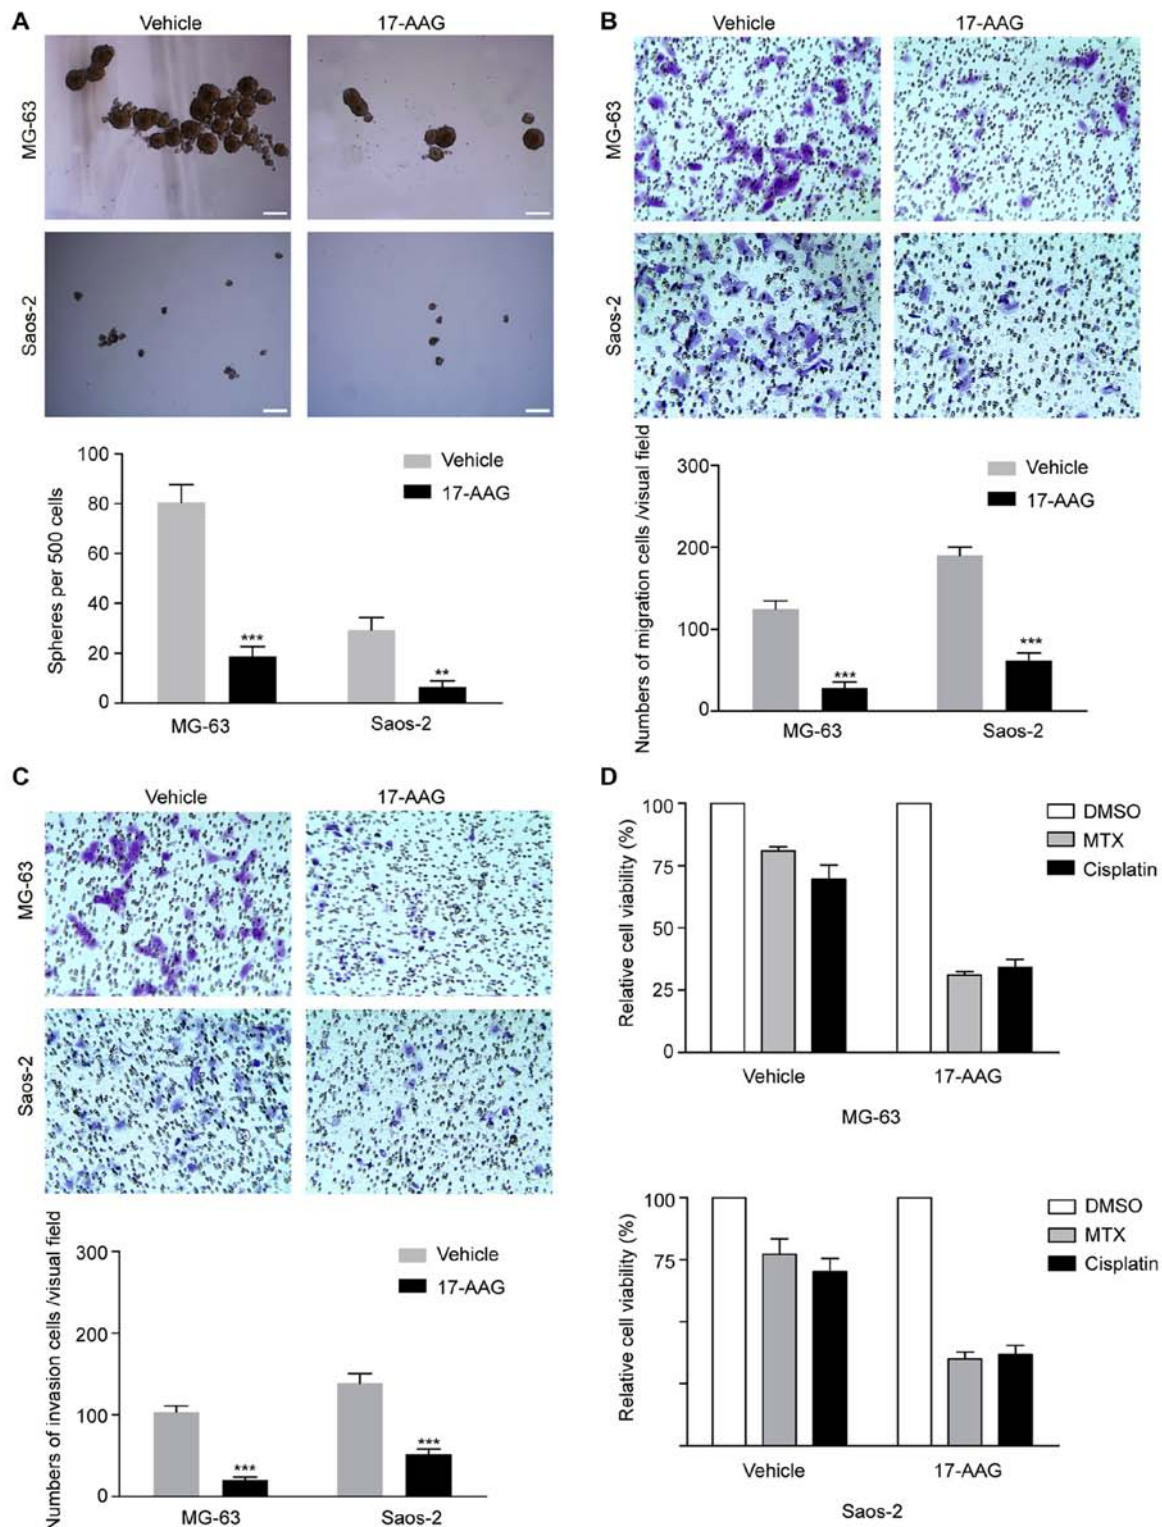 A
Vehicle
17-AAG
MG-63
Saos-2
Spheres per 500 cells
100
80
60
40
20
0
Vehicle
17-AAG
***
**
MG-63
Saos-2
B
Vehicle
17-AAG
MG-63
Saos-2
Numbers of migration cells /visual field
300
200
100
0
Vehicle
17-AAG
***
***
MG-63
Saos-2
C
Vehicle
17-AAG
MG-63
Saos-2
Numbers of invasion cells /visual field
300
200
100
0
Vehicle
17-AAG
***
***
MG-63
Saos-2
D
Relative cell viability (%)
100
75
50
25
0
DMSO
MTX
Cisplatin
Vehicle
17-AAG
MG-63
Relative cell viability (%)
100
75
DMSO
MTX
Cisplatin
Vehicle
17-AAG
Saos-2